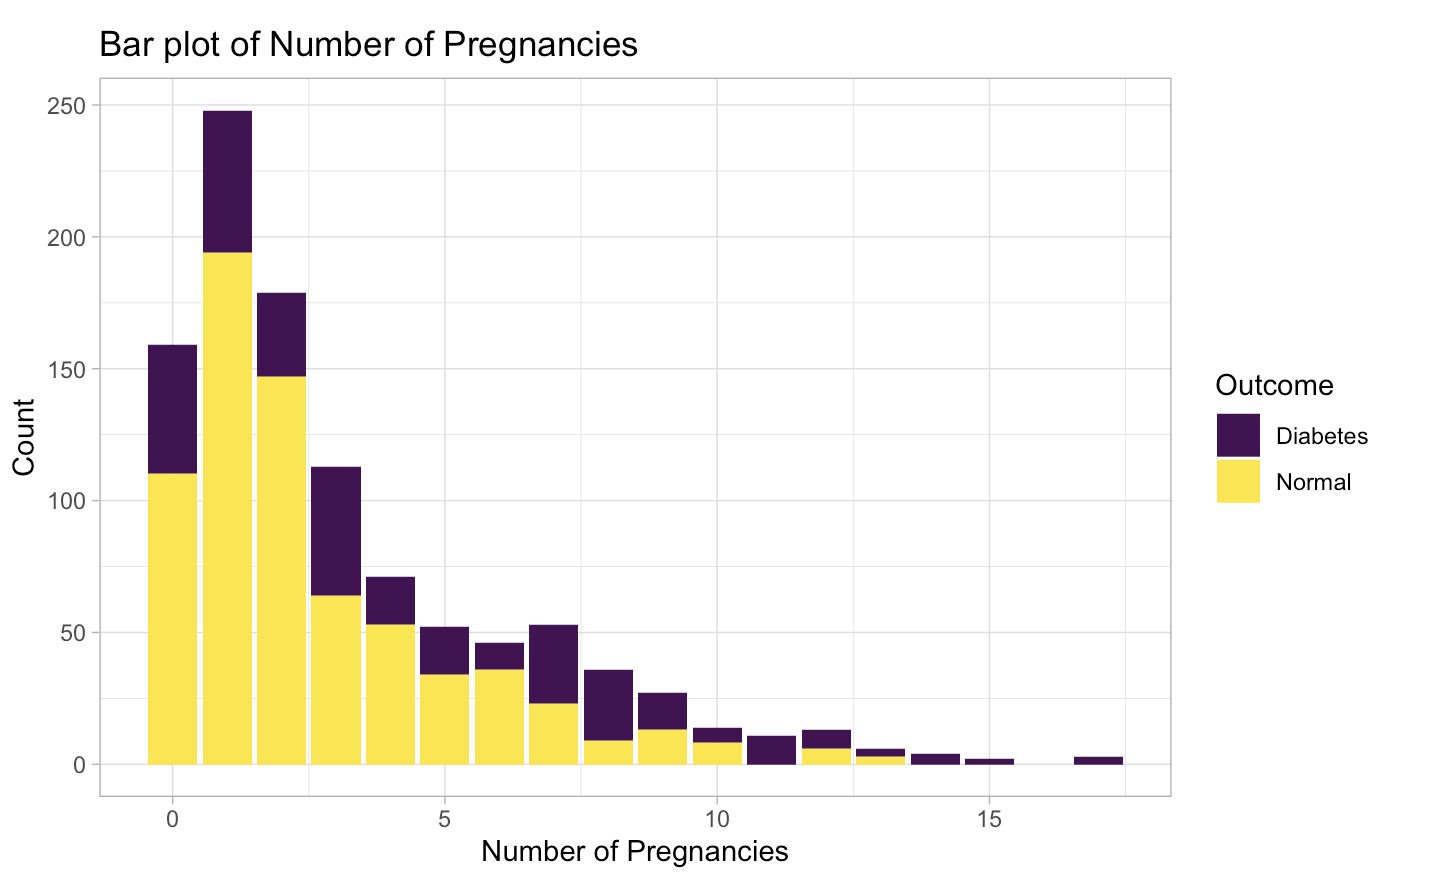 Bar plot of Number of Pregnancies
250
200
150
100
50
0
Count
0 5 10 15
Number of Pregnancies
Outcome
Diabetes
Normal